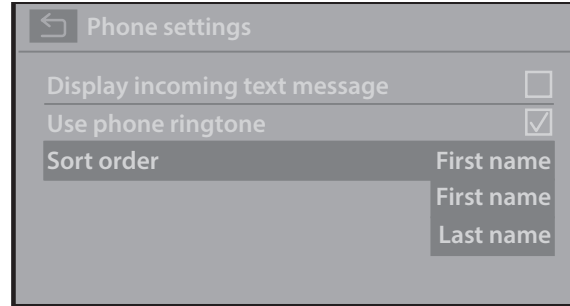 Phone settings
Display incoming text message
Use phone ringtone
Sort order First name
First name
Last name